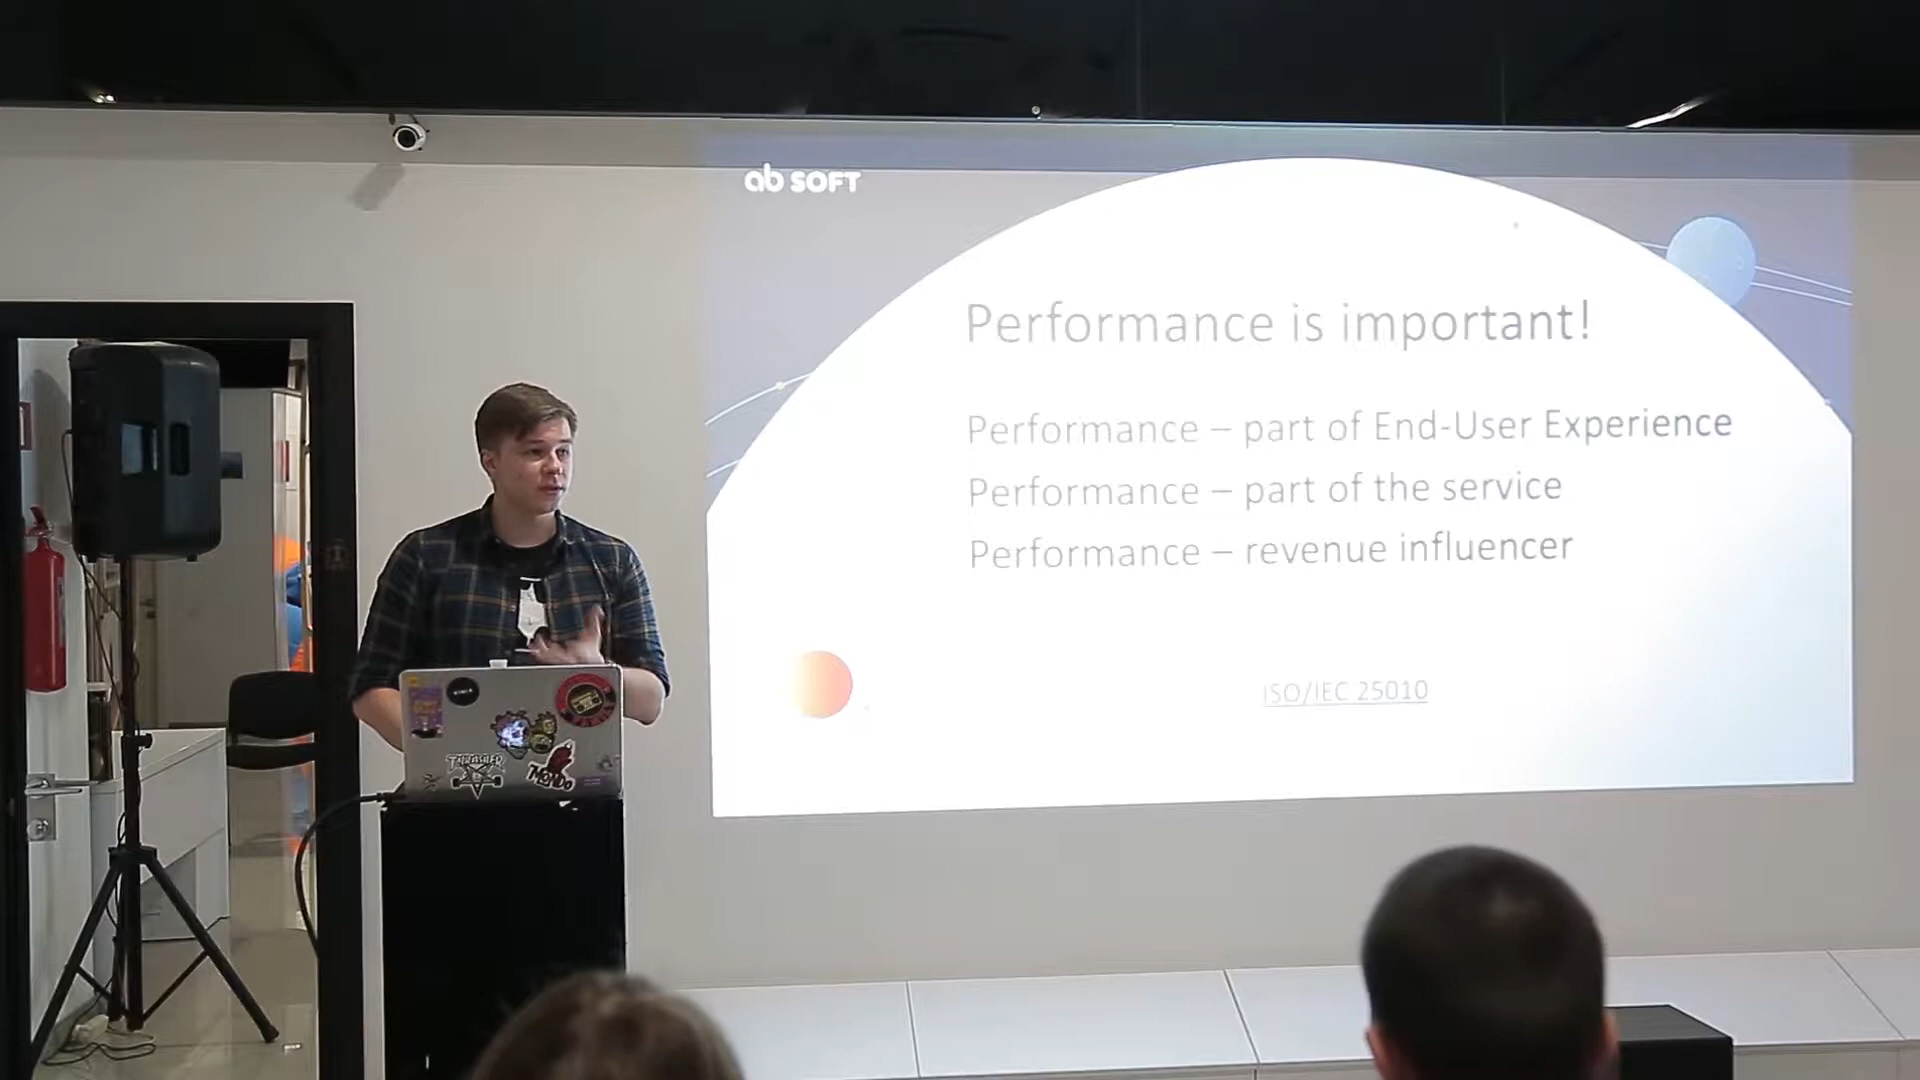 ab SOFT
Performance is important!
Performance – part of End-User Experience
Performance – part of the service
Performance – revenue influencer
ISO/IEC 25010
THRASHER